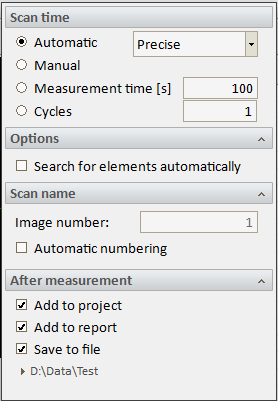 Scan time
Automatic Precise
Manual
Measurement time [s] 100
Cycles 1
Options
Search for elements automatically
Scan name
Image number: 1
Automatic numbering
After measurement
Add to project
Add to report
Save to file
D:\Data\Test